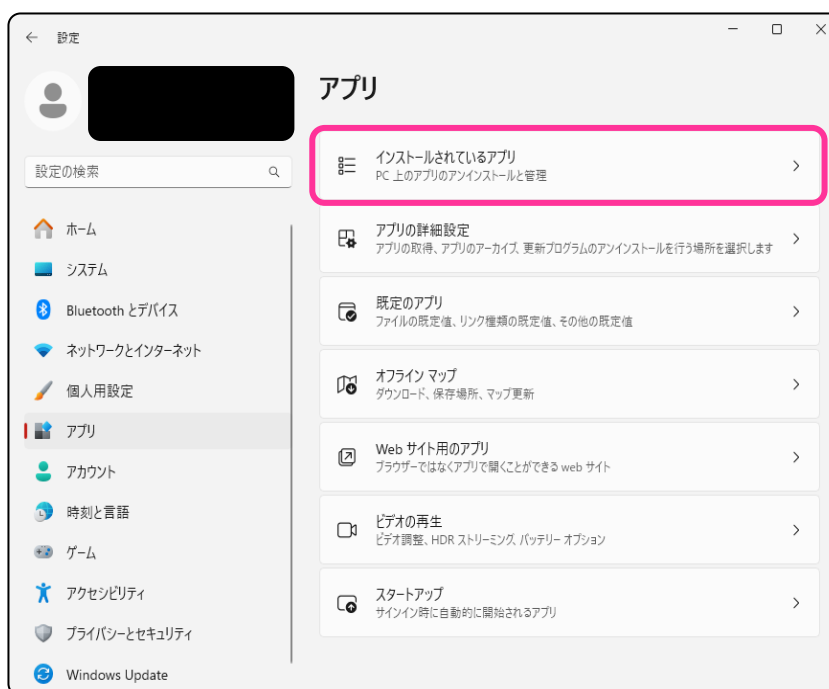 設定
設定の検索
ホーム
システム
Bluetooth とデバイス
ネットワークとインターネット
個人用設定
アプリ
アカウント
時刻と言語
ゲーム
アクセシビリティ
プライバシーとセキュリティ
Windows Update
アプリ
インストールされているアプリ
PC 上のアプリのアンインストールと管理
アプリの詳細設定
アプリの取得、アプリのアーカイブ、更新プログラムのアンインストールを行う場所を選択します
既定のアプリ
ファイルの既定値、リンク種類の既定値、その他の既定値
オフライン マップ
ダウンロード、保存場所、マップ更新
Web サイト用のアプリ
ブラウザーではなくアプリで開くことができる web サイト
ビデオの再生
ビデオ調整、HDR ストリーミング、バッテリー オプション
スタートアップ
サインイン時に自動的に開始されるアプリ